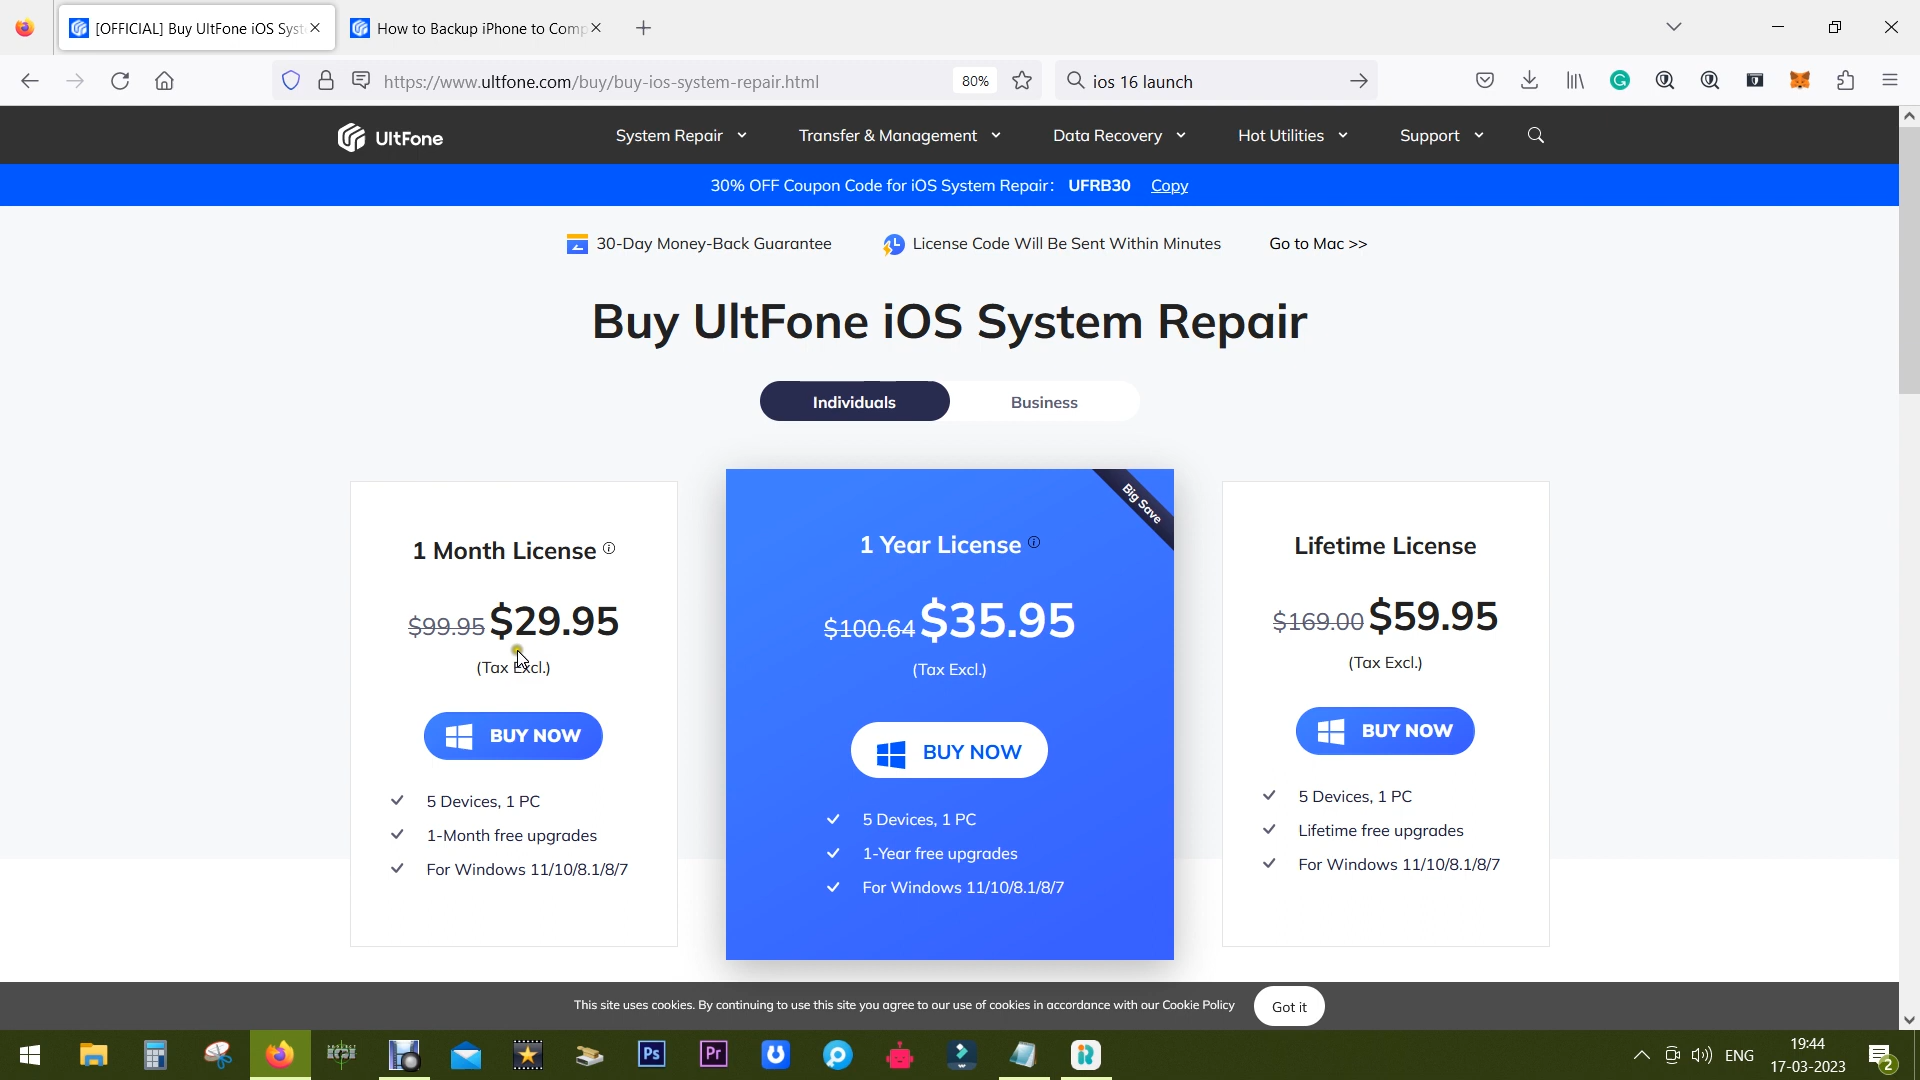 [OFFICIAL] Buy UltFone iOS Syst
How to Backup iPhone to Comp
https://www.ultfone.com/buy/buy-ios-system-repair.html
80%
ios 16 launch
UltFone
System Repair
Transfer & Management
Data Recovery
Hot Utilities
Support
30% OFF Coupon Code for iOS System Repair: UFRB30 Copy
30-Day Money-Back Guarantee
License Code Will Be Sent Within Minutes
Go to Mac >>
Buy UltFone iOS System Repair
Individuals
Business
1 Month License
$99.95 $29.95
(Tax Excl.)
BUY NOW
5 Devices, 1 PC
1-Month free upgrades
For Windows 11/10/8.1/8/7
Big Save
1 Year License
$100.64 $35.95
(Tax Excl.)
BUY NOW
5 Devices, 1 PC
1-Year free upgrades
For Windows 11/10/8.1/8/7
Lifetime License
$169.00 $59.95
(Tax Excl.)
BUY NOW
5 Devices, 1 PC
Lifetime free upgrades
For Windows 11/10/8.1/8/7
This site uses cookies. By continuing to use this site you agree to our use of cookies in accordance with our Cookie Policy
Got it
Ps
Pr
ENG
19:44
17-03-2023
2